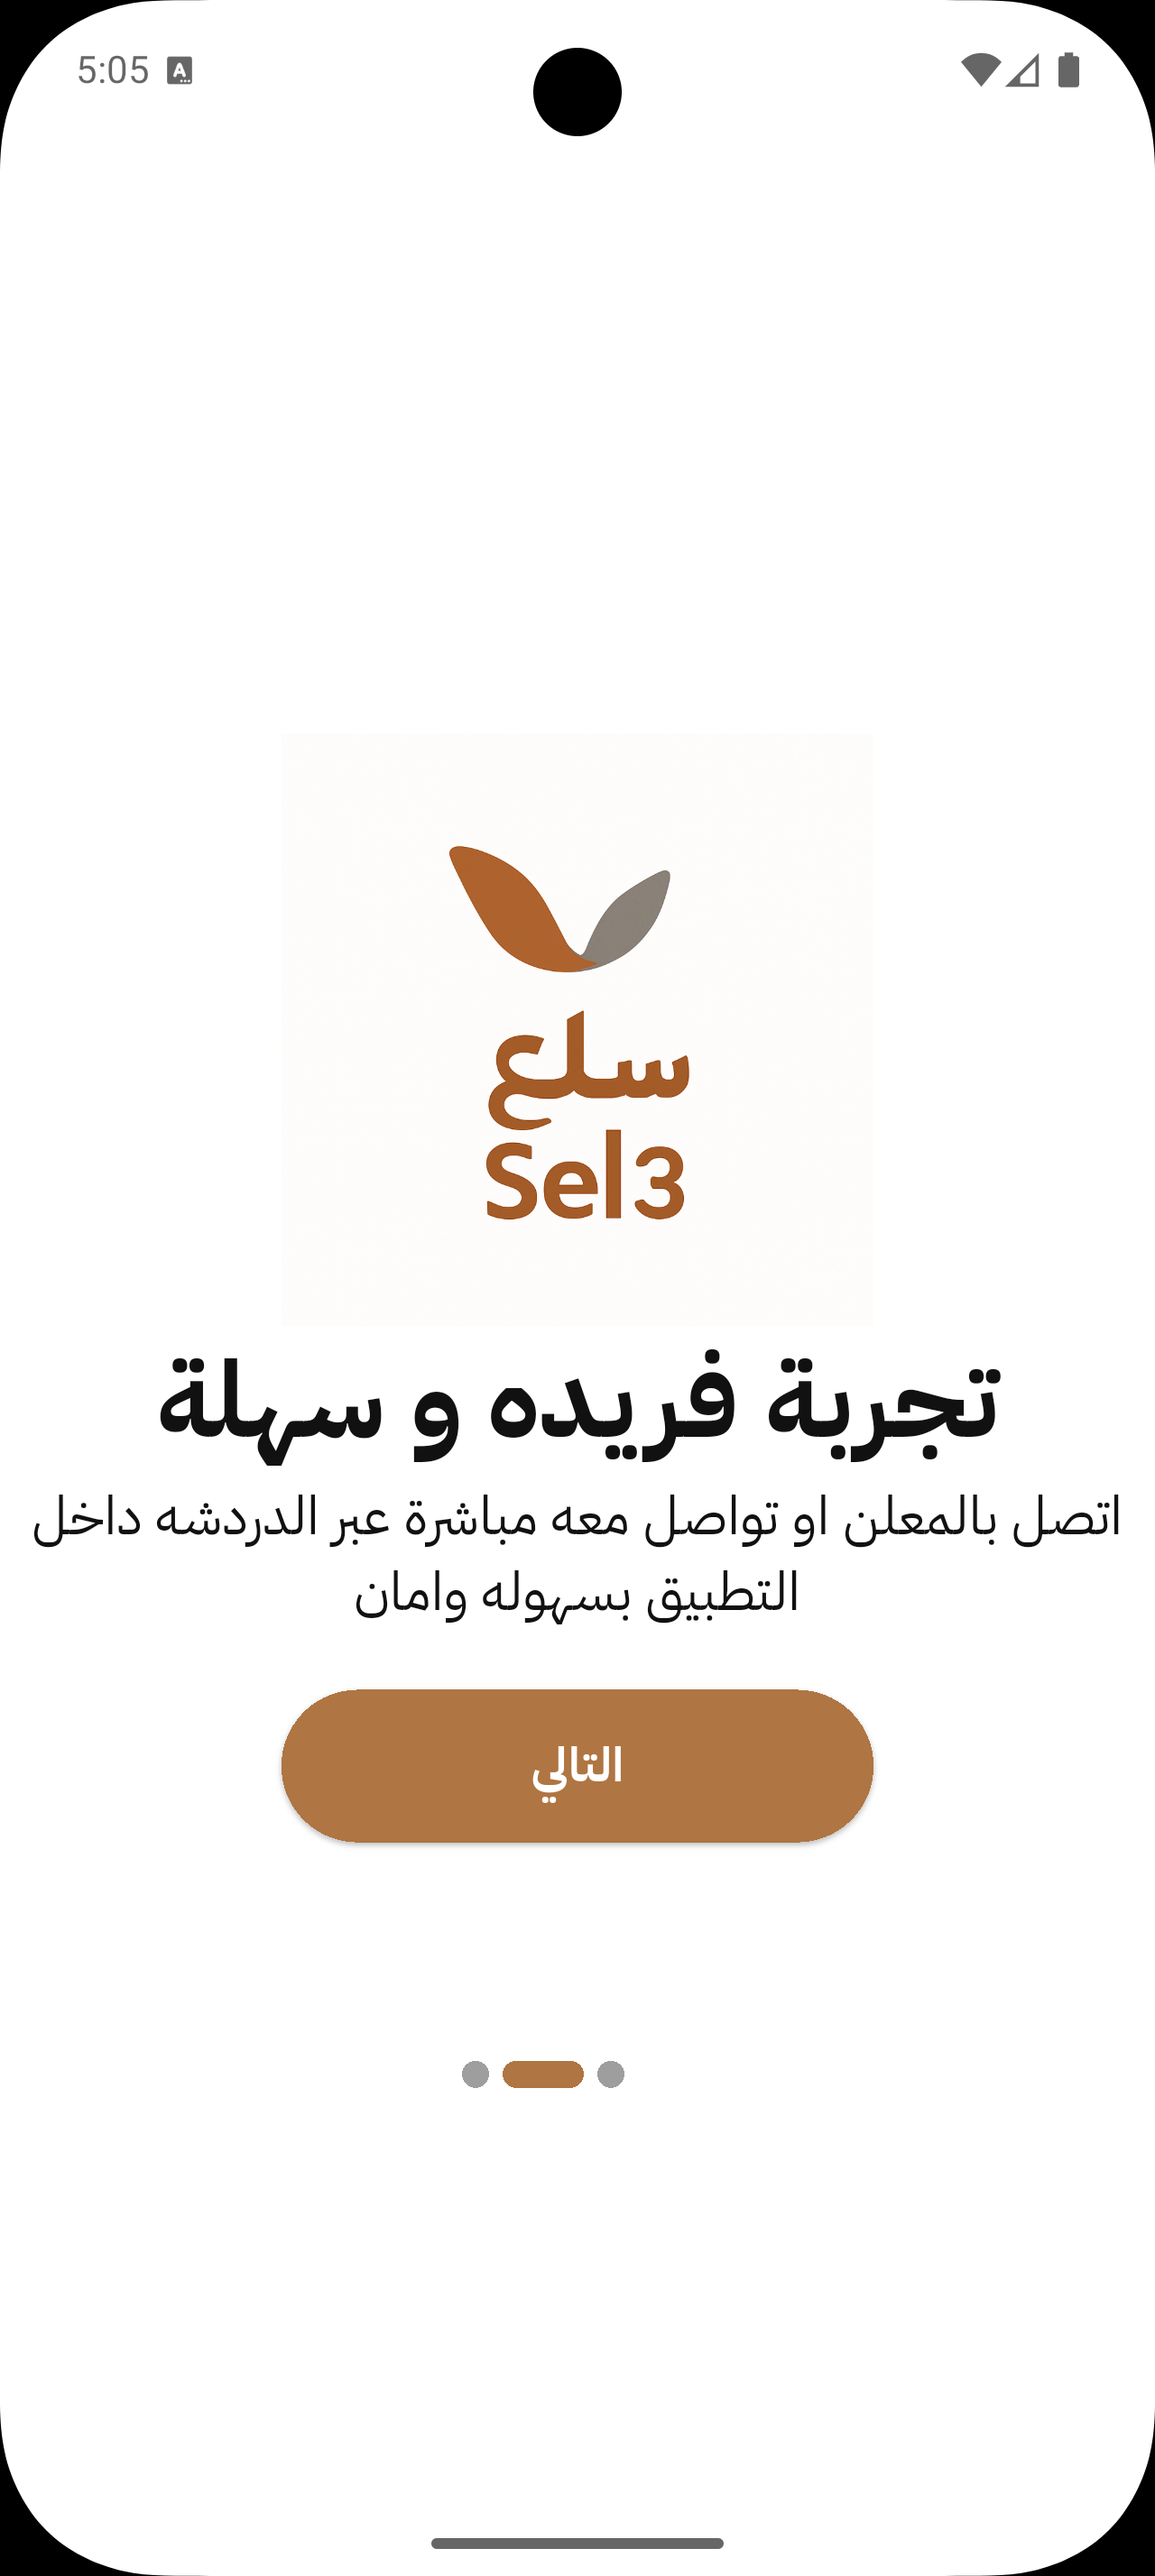 5:05
سلع
Sel3
تجربة فريده و سهلة
اتصل بالمعلن او تواصل معه مباشرة عبر الدردشه داخل
التطبيق بسهوله وامان
التالي